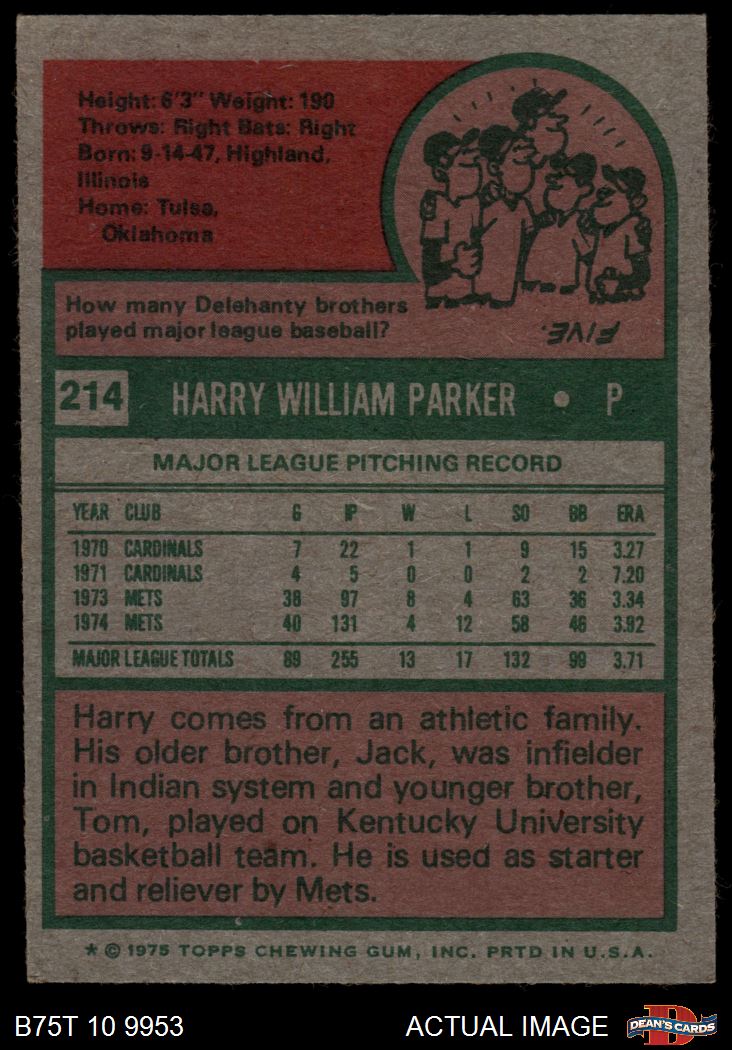 Height: 6'3" Weight: 190
Throws: Right Bats: Right
Born: 9-14-47, Highland,
Illinois
Home: Tulsa,
Oklahoma
How many Delehanty brothers
played major league baseball?
FIVE.
214 HARRY WILLIAM PARKER • P
MAJOR LEAGUE PITCHING RECORD
YEAR CLUB G IP W L SO BB ERA
1970 CARDINALS 7 22 1 1 9 15 3.27
1971 CARDINALS 4 5 0 0 2 2 7.20
1973 METS 38 97 8 4 63 36 3.34
1974 METS 40 131 4 12 58 46 3.92
MAJOR LEAGUE TOTALS 89 255 13 17 132 99 3.71
Harry comes from an athletic family.
His older brother, Jack, was infielder
in Indian system and younger brother,
Tom, played on Kentucky University
basketball team. He is used as starter
and reliever by Mets.
* © 1975 TOPPS CHEWING GUM, INC. PRTD IN U.S.A.
B75T 10 9953 ACTUAL IMAGE DEAN'S CARDS